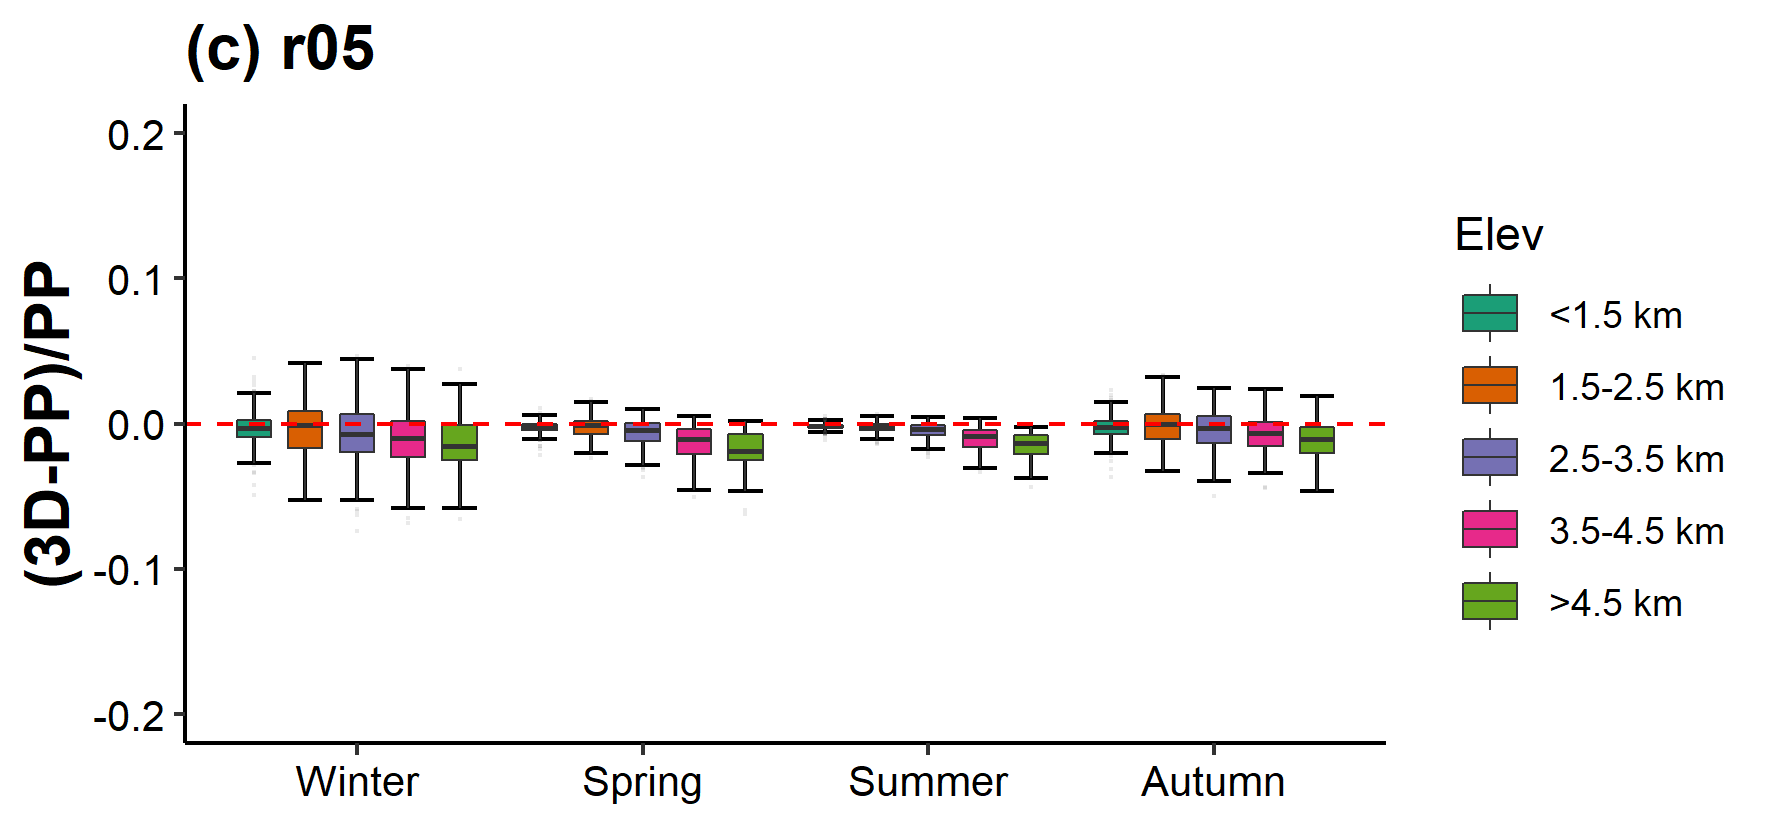 (c) r05
(3D-PP)/PP
0.2
0.1
0.0
-0.1
-0.2
Winter Spring Summer Autumn
Elev
<1.5 km
1.5-2.5 km
2.5-3.5 km
3.5-4.5 km
>4.5 km